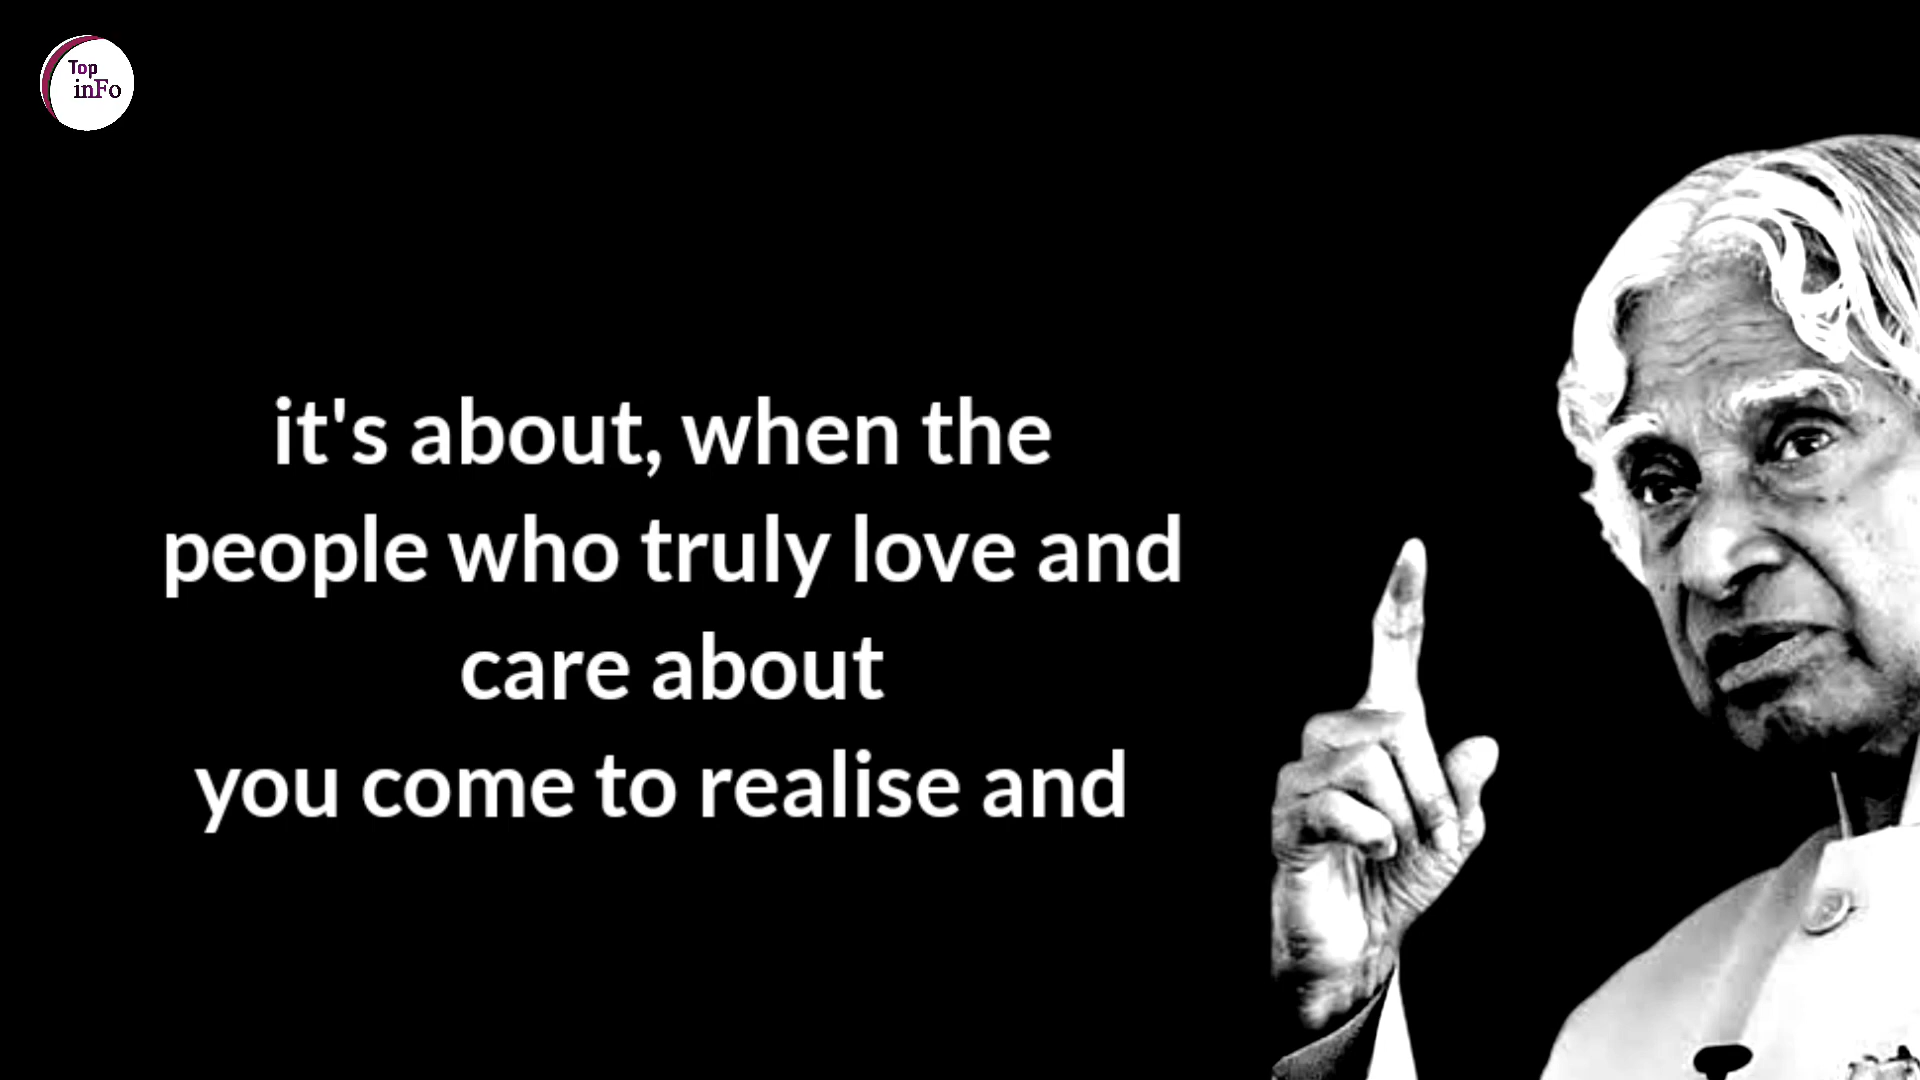 Top
inFo
it's about, when the
people who truly love and
care about
you come to realise and